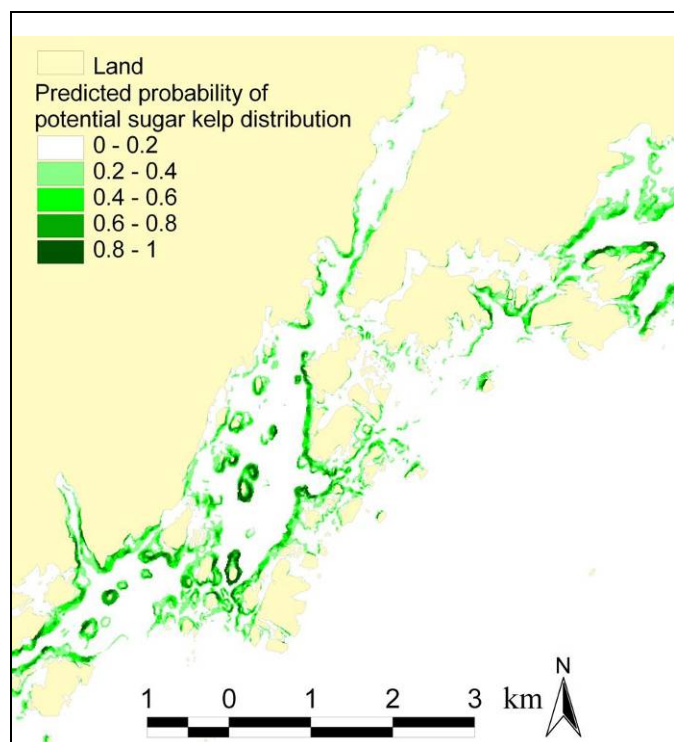 Land
Predicted probability of
potential sugar kelp distribution
0 - 0.2
0.2 - 0.4
0.4 - 0.6
0.6 - 0.8
0.8 - 1
N
1 0 1 2 3 km